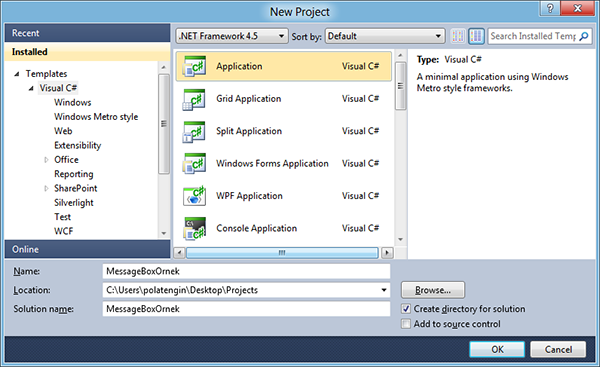 New Project
Recent
Installed
Templates
Visual C#
Windows
Windows Metro style
Web
Extensibility
Office
Reporting
SharePoint
Silverlight
Test
WCF
Online
.NET Framework 4.5 Sort by: Default
Search Installed Temp
Application Visual C#
Grid Application Visual C#
Split Application Visual C#
Windows Forms Application Visual C#
WPF Application Visual C#
Console Application Visual C#
Type: Visual C#
A minimal application using Windows
Metro style frameworks.
Name: MessageBoxOrnek
Location: C:\Users\polatengin\Desktop\Projects Browse...
Solution name: MessageBoxOrnek
Create directory for solution
Add to source control
OK Cancel